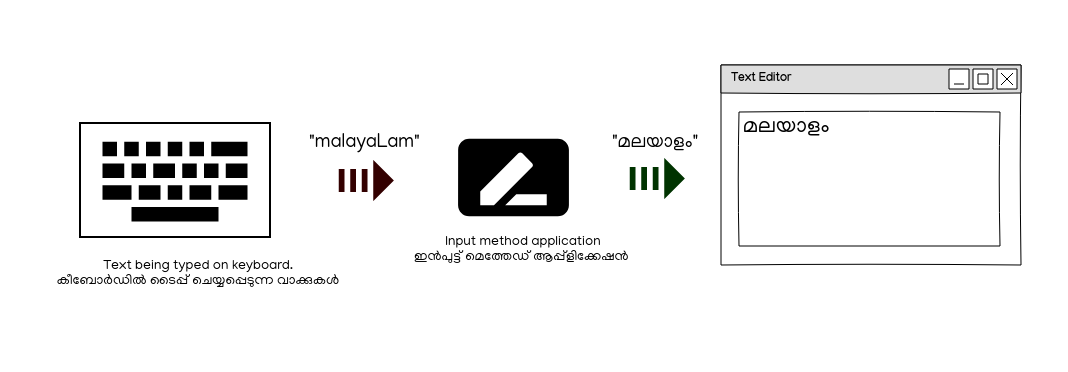 "malayaLam"
Text being typed on keyboard.
കീബോർഡിൽ ടൈപ്പ് ചെയ്യപ്പെടുന്ന വാക്കുകൾ
Input method application
ഇൻപുട്ട് മെത്തേഡ് ആപ്ലിക്കേഷൻ
"മലയാളം"
Text Editor
മലയാളം